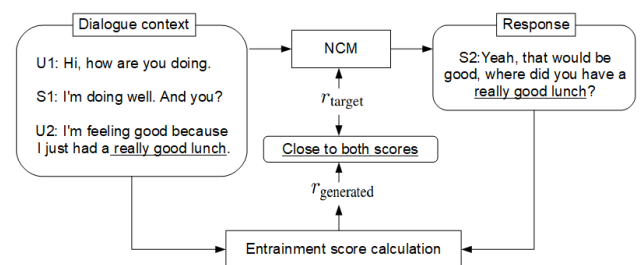 Dialogue context
NCM
Response
U1: Hi, how are you doing.
S1: I'm doing well. And you?
U2: I'm feeling good because
I just had a really good lunch.
S2:Yeah, that would be
good, where did you have a
really good lunch?
r_target
Close to both scores
r_generated
Entrainment score calculation